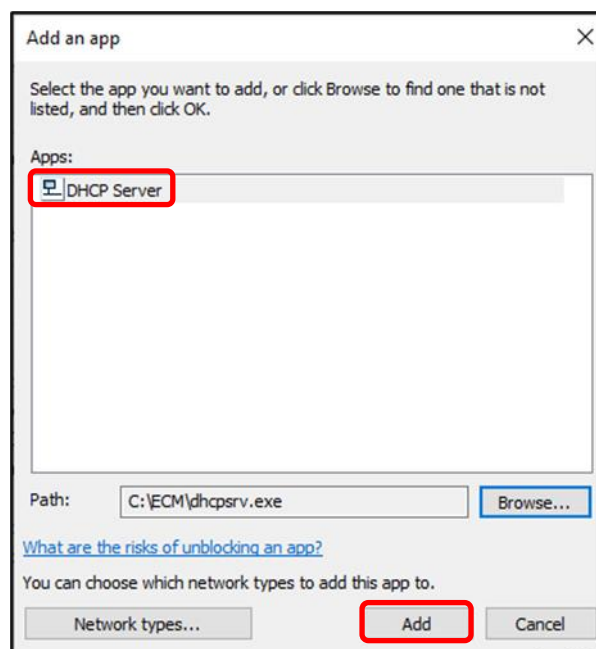 Add an app
Select the app you want to add, or click Browse to find one that is not
listed, and then click OK.
Apps:
DHCP Server
Path:
C:\ECM\dhcpsrv.exe
Browse...
What are the risks of unblocking an app?
You can choose which network types to add this app to.
Network types...
Add
Cancel